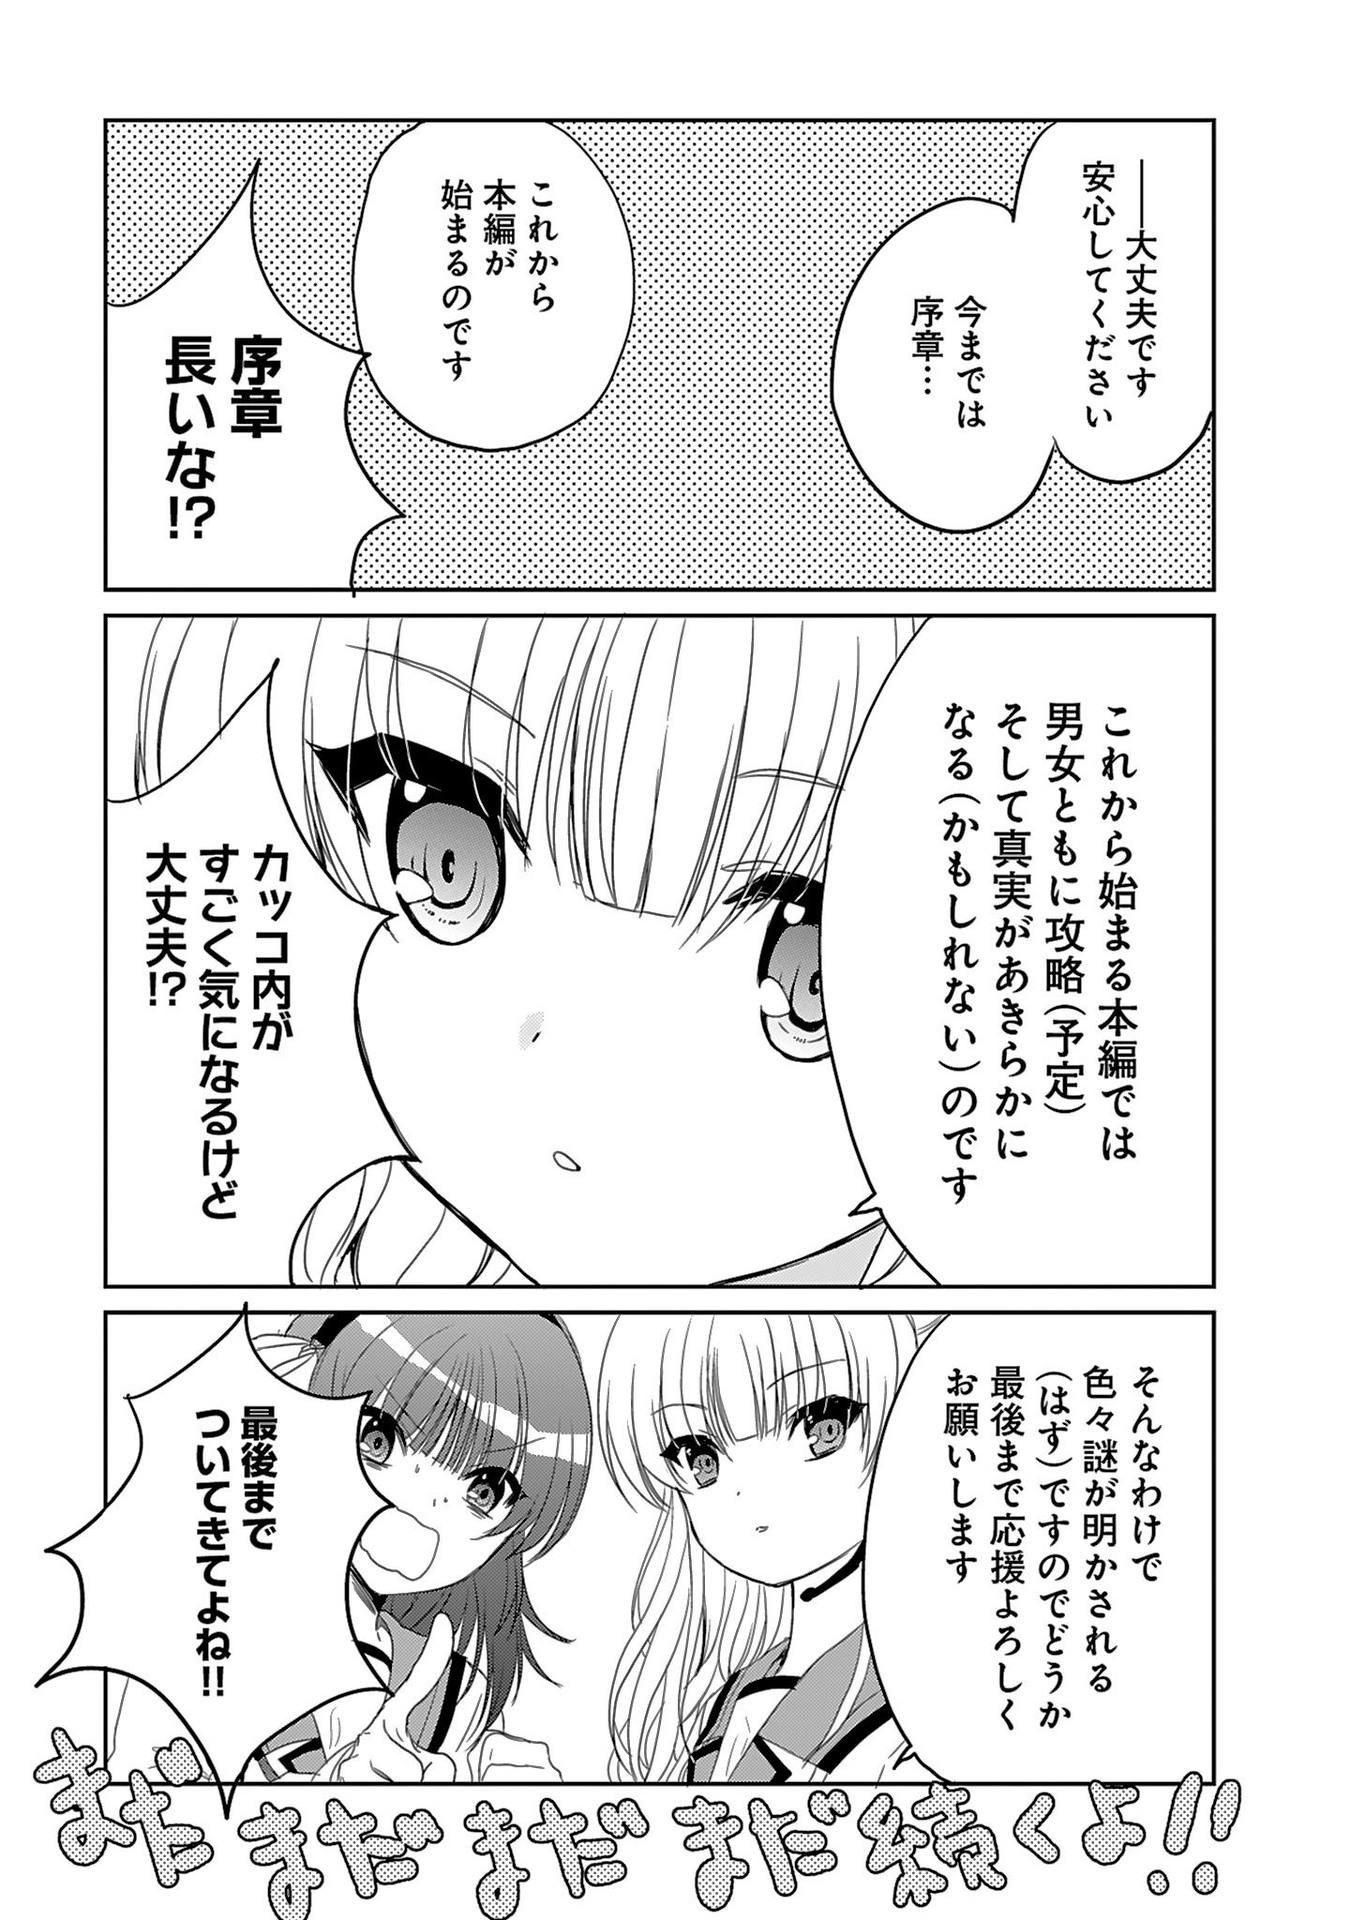 ――大丈夫です
安心してください
今までは
序章…
これから
本編が
始まるのです
序章
長いな!?
これから始まる本編では
男女ともに攻略(予定)
そして真実があきらかに
なる(かもしれない)のです
カッコ内が
すごく気になるけど
大丈夫!?
そんなわけで
色々謎が明かされる
(はず)ですのでどうか
最後まで応援よろしく
お願いします
最後まで
ついてきてよね!!
まだまだまだまだ続くよ!!